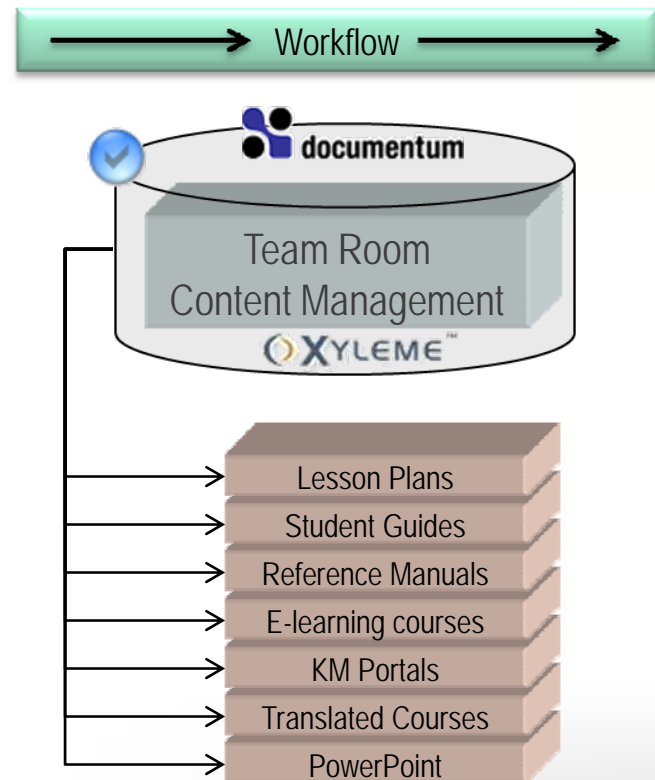 Workflow
documentum
Team Room
Content Management
XYLEME™
Lesson Plans
Student Guides
Reference Manuals
E-learning courses
KM Portals
Translated Courses
PowerPoint